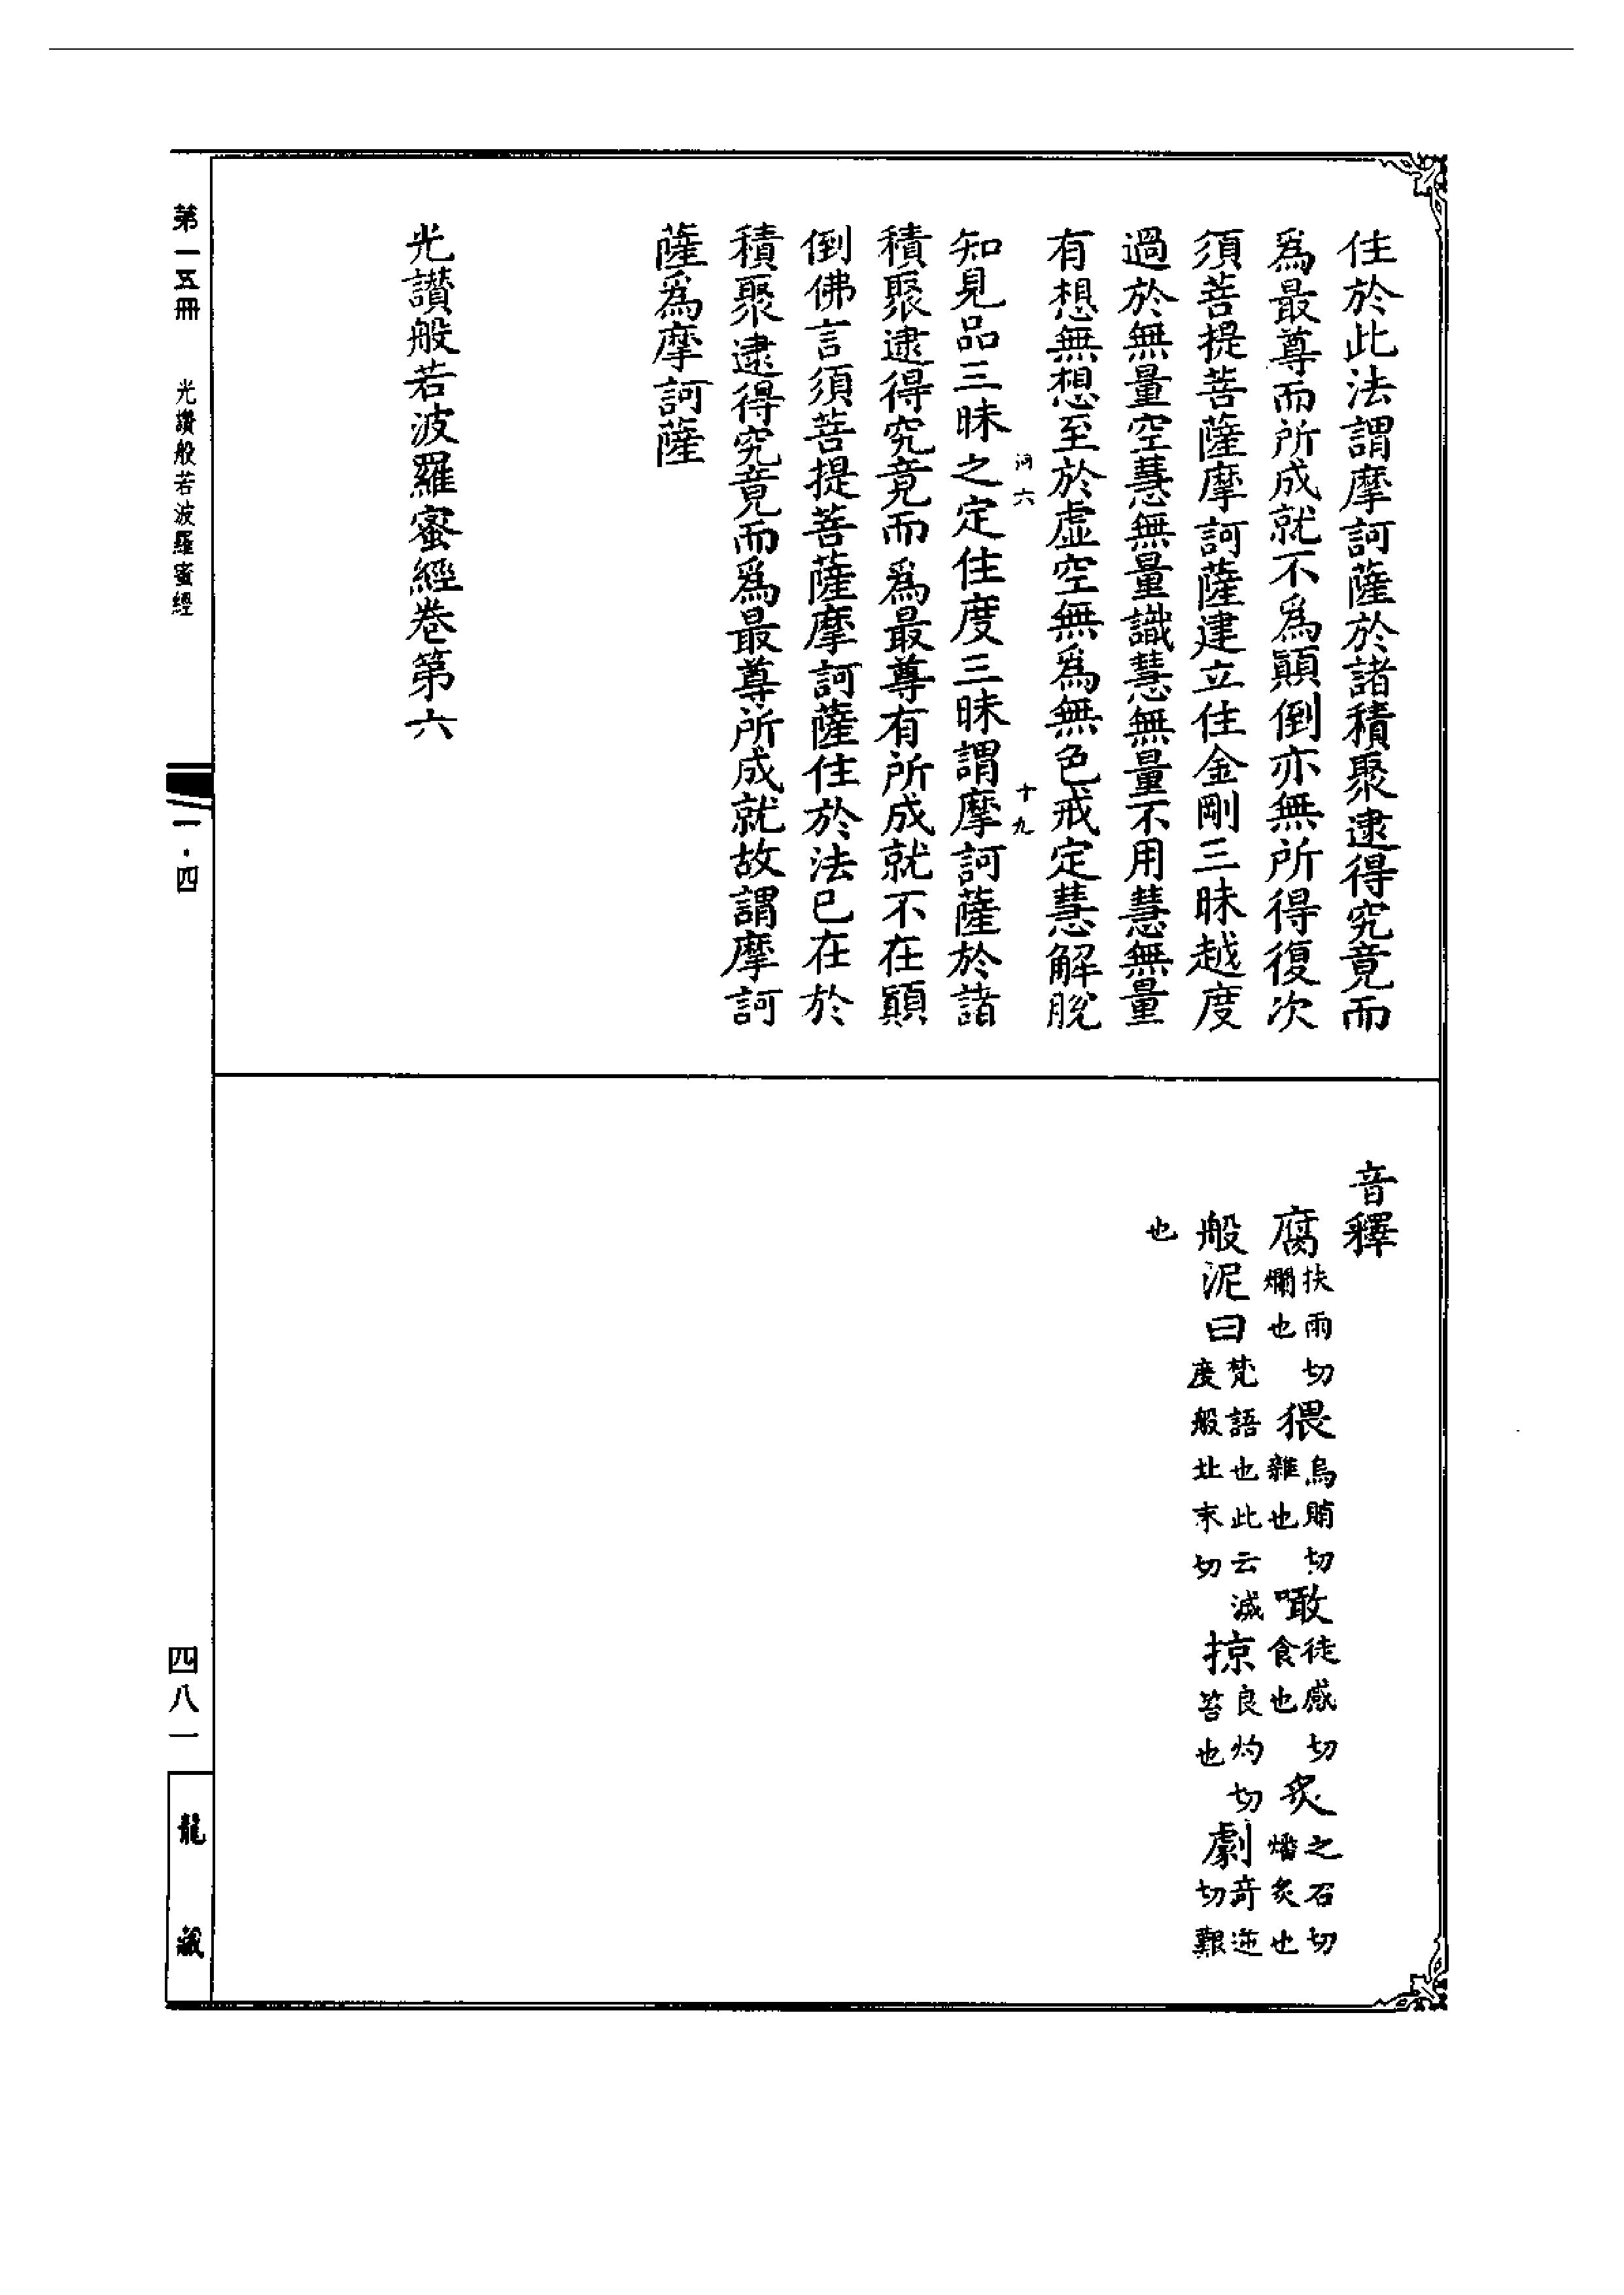 住於此法謂摩訶薩於諸積聚逮得究竟而
為最尊而所成就不為顚倒亦無所得復次
須菩提菩薩摩訶薩建立住金剛三昧越度
過於無量空慧無量識慧無量不用慧無量
有想無想至於虛空無為無色戒定慧解脫
河六
十九
知見品三昧之定住度三昧謂摩訶薩於諸
積聚逮得究竟而為最尊有所成就不在顚
倒佛言須菩提菩薩摩訶薩住於法已在於
積聚逮得究竟而為最尊所成就故謂摩訶
薩為摩訶薩
光讃般若波羅蜜經卷第六
音釋
腐扶雨切爛也猥烏賄切雜也噉徒感切食也炙之石切燔炙也
般泥曰梵語也此云滅度般北末切掠良灼切笞也劇奇逆切艱
也
第一五冊 光讃般若波羅蜜經
一·四
四八一
龍藏